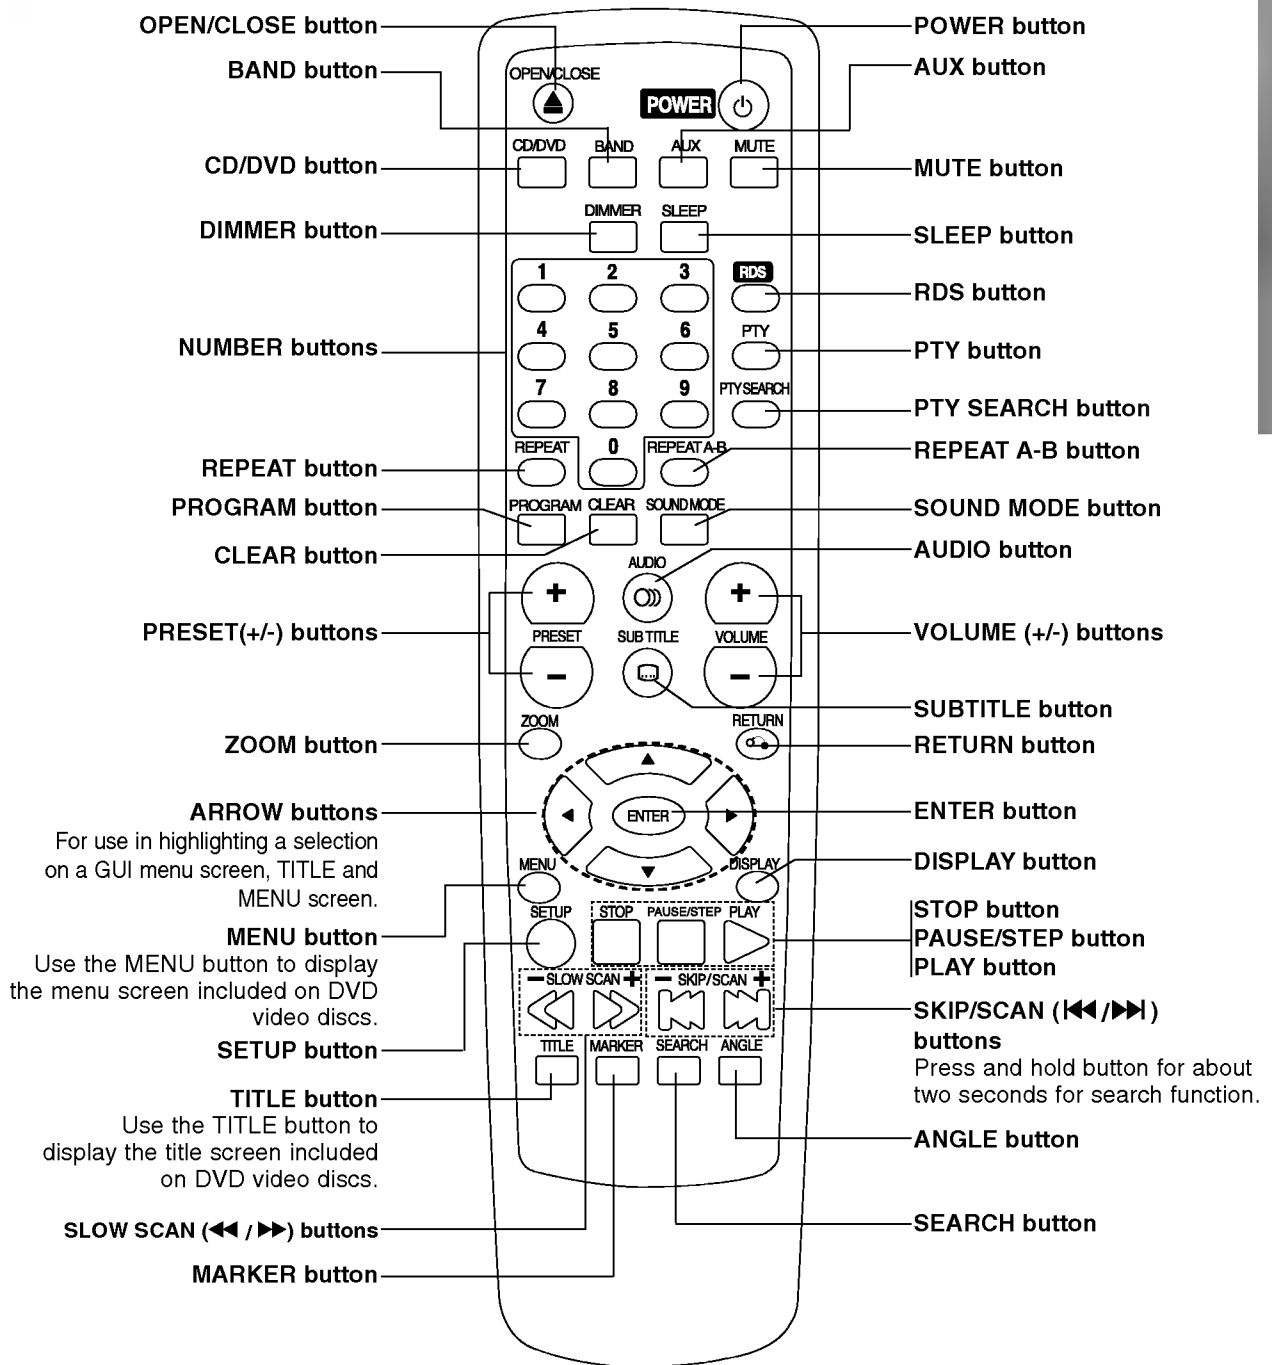 OPEN/CLOSE button
BAND button
CD/DVD button
DIMMER button
NUMBER buttons
REPEAT button
PROGRAM button
CLEAR button
PRESET(+/-) buttons
ZOOM button
ARROW buttons
For use in highlighting a selection
on a GUI menu screen, TITLE and
MENU screen.
MENU button
Use the MENU button to display
the menu screen included on DVD
video discs.
SETUP button
TITLE button
Use the TITLE button to
display the title screen included
on DVD video discs.
SLOW SCAN (◀◀ / ▶▶) buttons
MARKER button
OPEN/CLOSE
POWER
CD/DVD BAND AUX MUTE
DIMMER SLEEP
1 2 3 RDS
4 5 6 PTY
7 8 9 PTY SEARCH
REPEAT 0 REPEAT A-B
PROGRAM CLEAR SOUND MODE
AUDIO
+ +
PRESET SUB TITLE VOLUME
– –
ZOOM RETURN
ENTER
MENU DISPLAY
SETUP STOP PAUSE/STEP PLAY
– SLOW SCAN + – SKIP/SCAN +
TITLE MARKER SEARCH ANGLE
POWER button
AUX button
MUTE button
SLEEP button
RDS button
PTY button
PTY SEARCH button
REPEAT A-B button
SOUND MODE button
AUDIO button
VOLUME (+/-) buttons
SUBTITLE button
RETURN button
ENTER button
DISPLAY button
STOP button
PAUSE/STEP button
PLAY button
SKIP/SCAN (|◀◀ /▶▶| )
buttons
Press and hold button for about
two seconds for search function.
ANGLE button
SEARCH button